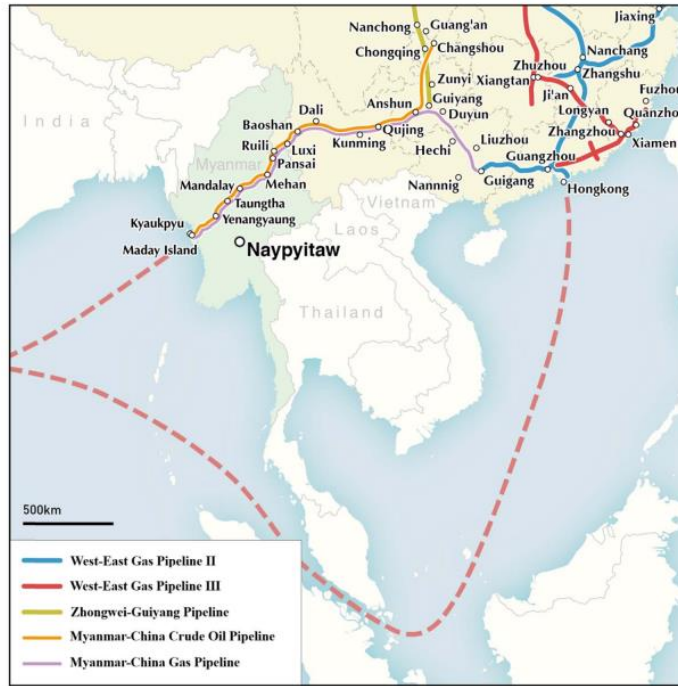 Jiaxing
Nanchong
Guang'an
Chongqing
Changshou
Nanchang
Zhuzhou
Xiangtan
Zhangshu
Zunyi
Ji'an
Fuzhou
Guiyang
Anshun
Duyun
Longyan
Quanzhou
Dali
Baoshan
Zhangzhou
Xiamen
India
Ruili
Luxi
Kunming
Qujing
Hechi
Liuzhou
Guangzhou
Myanmar
Pansai
Mandalay
Mehan
Nannnig
Guigang
Hongkong
Taungtha
Vietnam
Kyaukpyu
Yenangyaung
Laos
Maday Island
Naypyitaw
Thailand
500km
West-East Gas Pipeline II
West-East Gas Pipeline III
Zhongwei-Guiyang Pipeline
Myanmar-China Crude Oil Pipeline
Myanmar-China Gas Pipeline